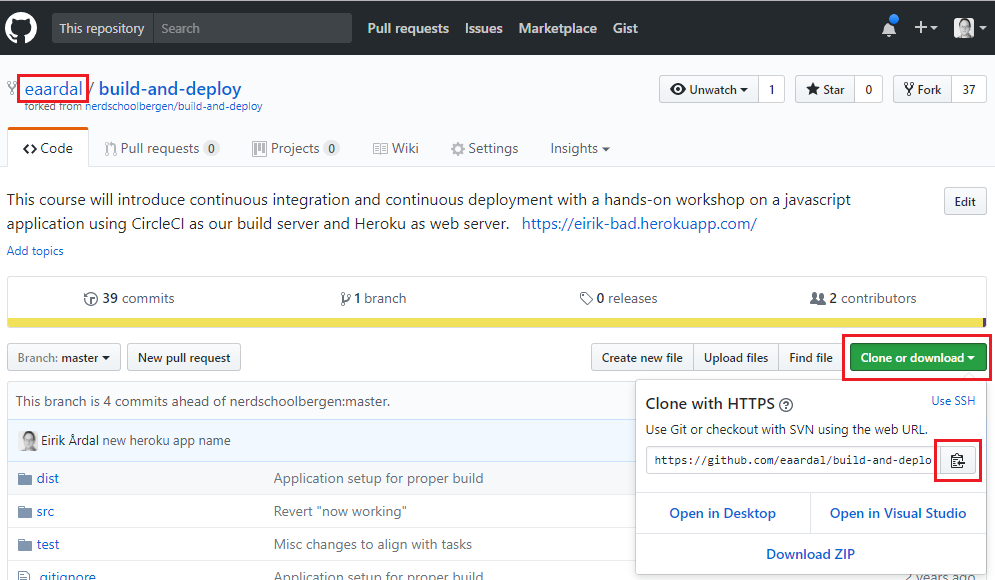 This repository Search Pull requests Issues Marketplace Gist
eaardal / build-and-deploy
forked from nerdschoolbergen/build-and-deploy
Unwatch 1 Star 0 Fork 37
Code Pull requests 0 Projects 0 Wiki Settings Insights
This course will introduce continuous integration and continuous deployment with a hands-on workshop on a javascript
application using CircleCI as our build server and Heroku as web server. https://eirik-bad.herokuapp.com/
Edit
Add topics
39 commits 1 branch 0 releases 2 contributors
Branch: master New pull request Create new file Upload files Find file Clone or download
This branch is 4 commits ahead of nerdschoolbergen:master.
Eirik Årdal new heroku app name
dist Application setup for proper build
src Revert "now working"
test Misc changes to align with tasks
.gitignore Application setup for proper build
Clone with HTTPS ? Use SSH
Use Git or checkout with SVN using the web URL.
https://github.com/eaardal/build-and-deplo
Open in Desktop Open in Visual Studio
Download ZIP
2 years ago